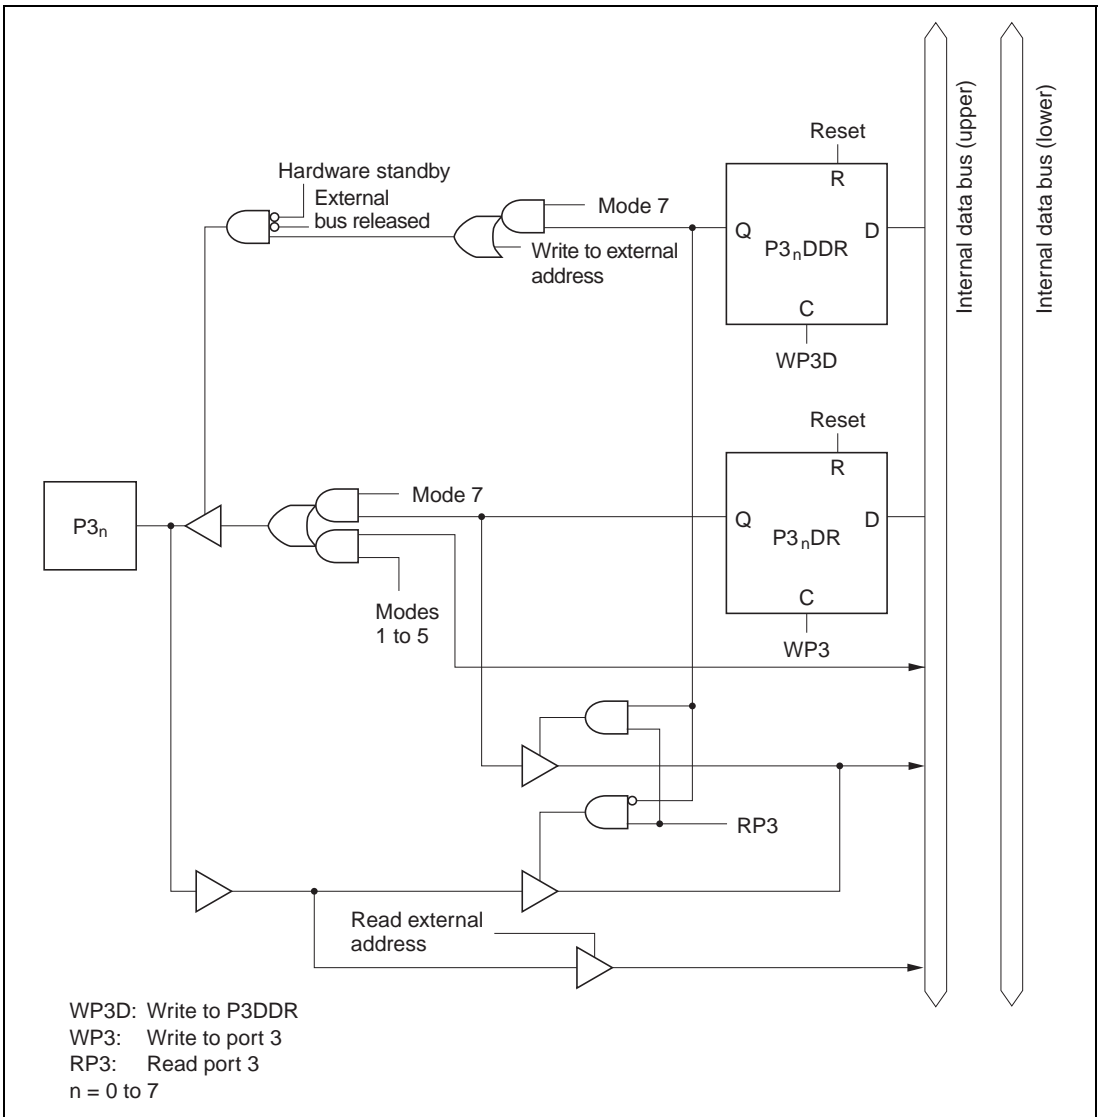 Reset
R
Hardware standby
External
bus released
Mode 7
Write to external
address
Q
D
P3nDDR
C
WP3D
Internal data bus (upper)
Internal data bus (lower)
Reset
R
Mode 7
P3n
Q
D
P3nDR
C
WP3
Modes
1 to 5
RP3
Read external
address
WP3D: Write to P3DDR
WP3: Write to port 3
RP3: Read port 3
n = 0 to 7